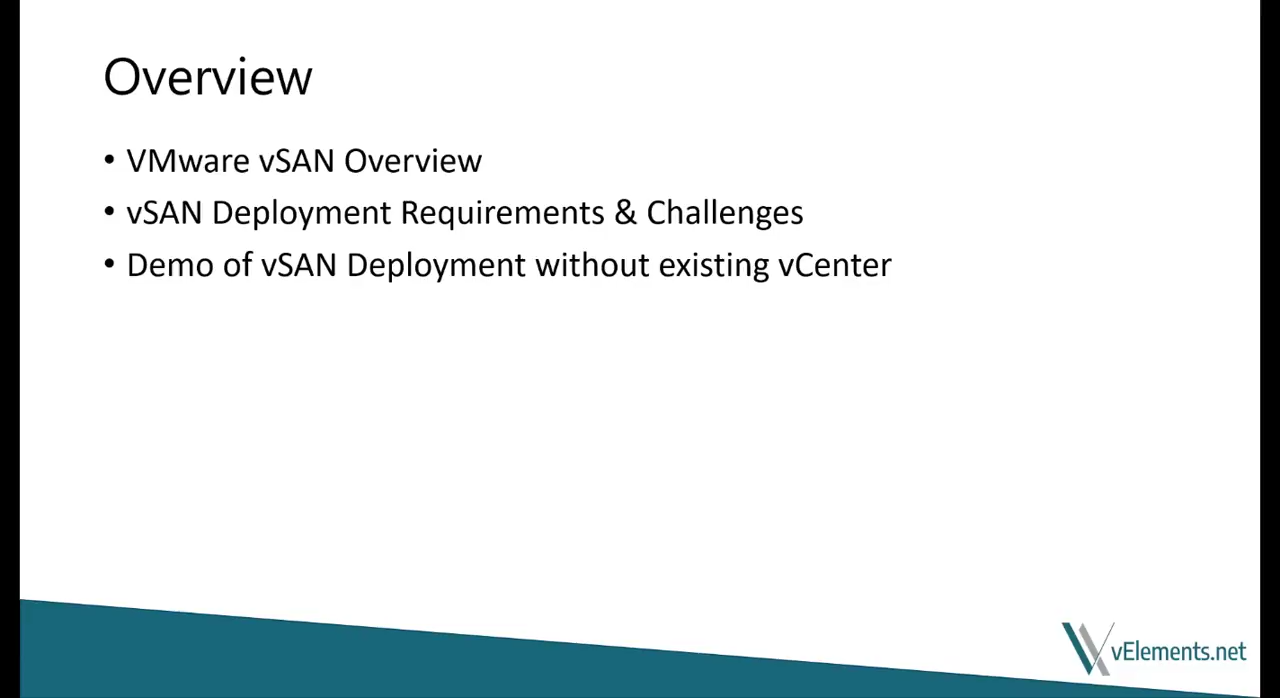 Overview
• VMware vSAN Overview
• vSAN Deployment Requirements & Challenges
• Demo of vSAN Deployment without existing vCenter
vElements.net